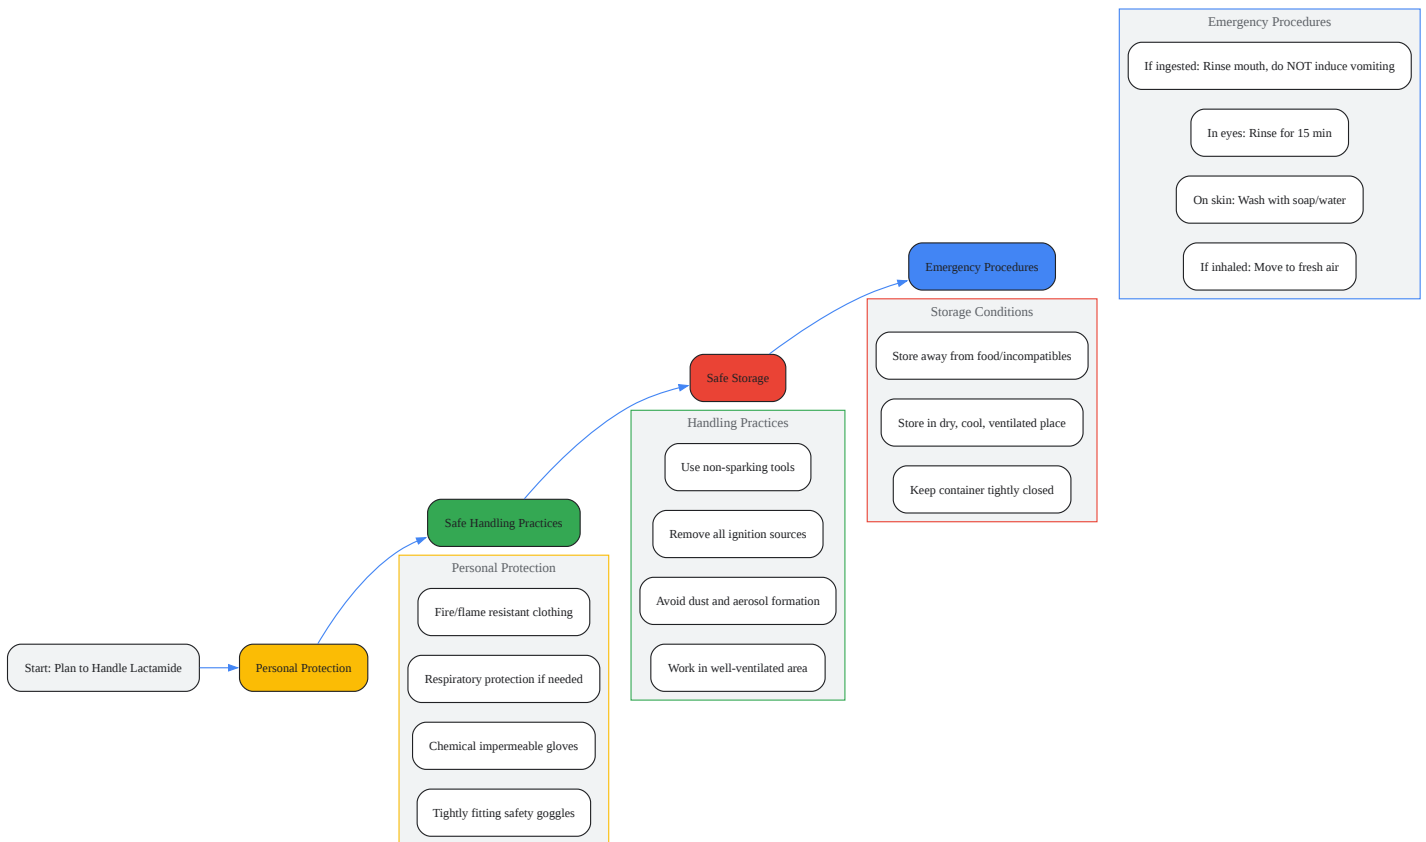 Start: Plan to Handle Lactamide
Personal Protection
Safe Handling Practices
Safe Storage
Emergency Procedures
Personal Protection
Fire/flame resistant clothing
Respiratory protection if needed
Chemical impermeable gloves
Tightly fitting safety goggles
Handling Practices
Use non-sparking tools
Remove all ignition sources
Avoid dust and aerosol formation
Work in well-ventilated area
Storage Conditions
Store away from food/incompatibles
Store in dry, cool, ventilated place
Keep container tightly closed
Emergency Procedures
If ingested: Rinse mouth, do NOT induce vomiting
In eyes: Rinse for 15 min
On skin: Wash with soap/water
If inhaled: Move to fresh air